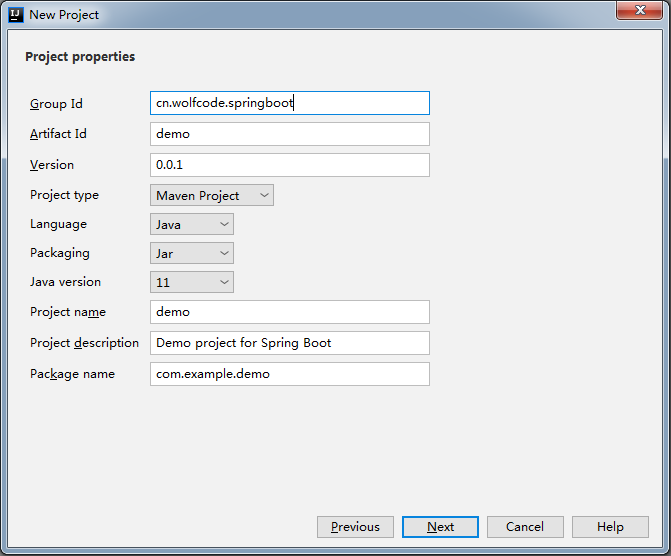 IJ New Project
Project properties
Group Id cn.wolfcode.springboot
Artifact Id demo
Version 0.0.1
Project type Maven Project
Language Java
Packaging Jar
Java version 11
Project name demo
Project description Demo project for Spring Boot
Package name com.example.demo
Previous Next Cancel Help